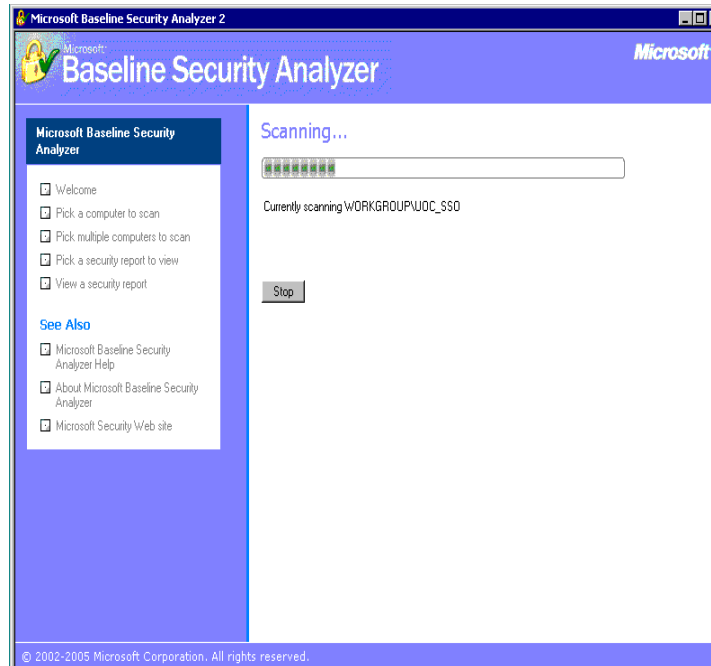 Microsoft Baseline Security Analyzer 2
Microsoft
Baseline Security Analyzer
Microsoft
Microsoft Baseline Security
Analyzer
Welcome
Pick a computer to scan
Pick multiple computers to scan
Pick a security report to view
View a security report
See Also
Microsoft Baseline Security
Analyzer Help
About Microsoft Baseline Security
Analyzer
Microsoft Security Web site
Scanning...
Currently scanning WORKGROUP\UOC_SSO
Stop
© 2002-2005 Microsoft Corporation. All rights reserved.